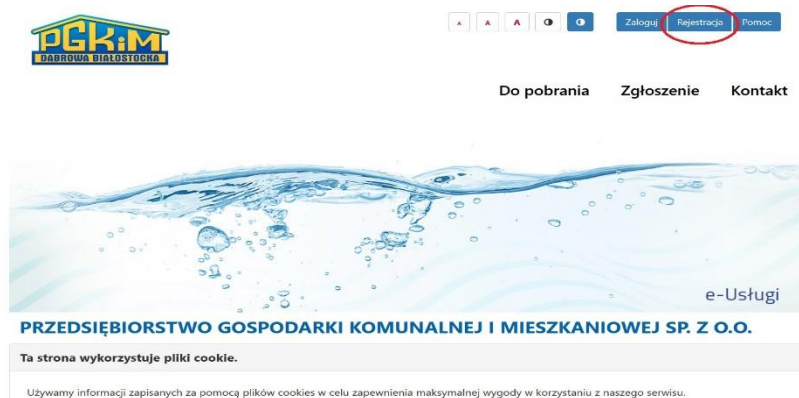 PGKiM
DĄBROWA BIAŁOSTOCKA
A A A Zaloguj Rejestracja Pomoc
Do pobrania Zgłoszenie Kontakt
e-Usługi
PRZEDSIĘBIORSTWO GOSPODARKI KOMUNALNEJ I MIESZKANIOWEJ SP. Z O.O.
Ta strona wykorzystuje pliki cookie.
Używamy informacji zapisanych za pomocą plików cookies w celu zapewnienia maksymalnej wygody w korzystaniu z naszego serwisu.